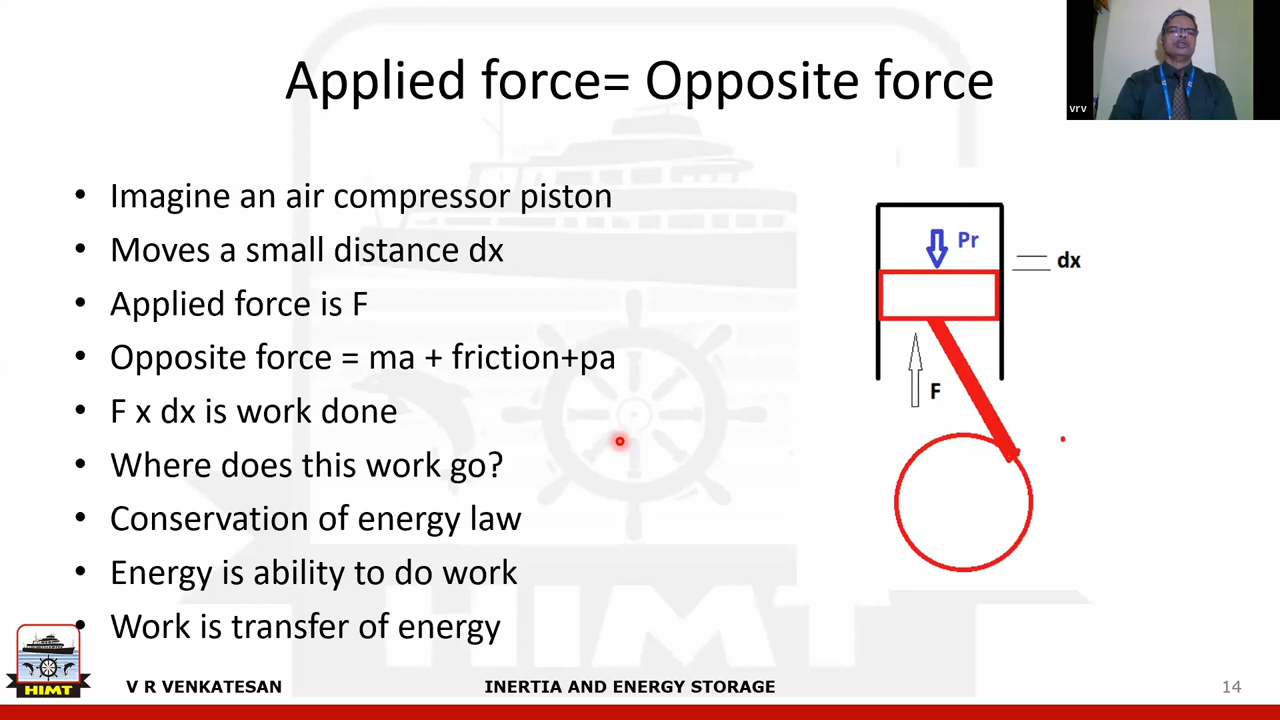 Applied force= Opposite force
vrv
• Imagine an air compressor piston
• Moves a small distance dx
• Applied force is F
• Opposite force = ma + friction+pa
• F x dx is work done
• Where does this work go?
• Conservation of energy law
• Energy is ability to do work
• Work is transfer of energy
Pr
dx
F
HIMT
HIMT
V R VENKATESAN
INERTIA AND ENERGY STORAGE
14